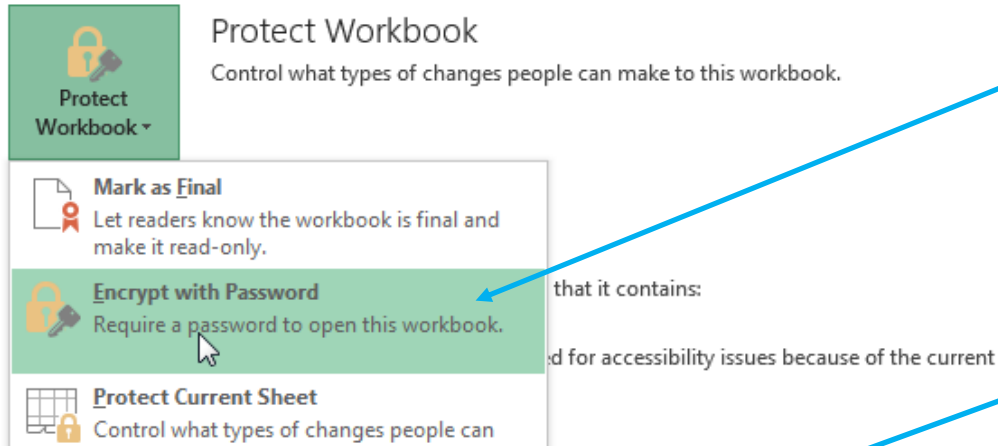 Protect Workbook
Control what types of changes people can make to this workbook.
Protect
Workbook
Mark as Final
Let readers know the workbook is final and
make it read-only.
Encrypt with Password
Require a password to open this workbook.
that it contains:
d for accessibility issues because of the current
Protect Current Sheet
Control what types of changes people can